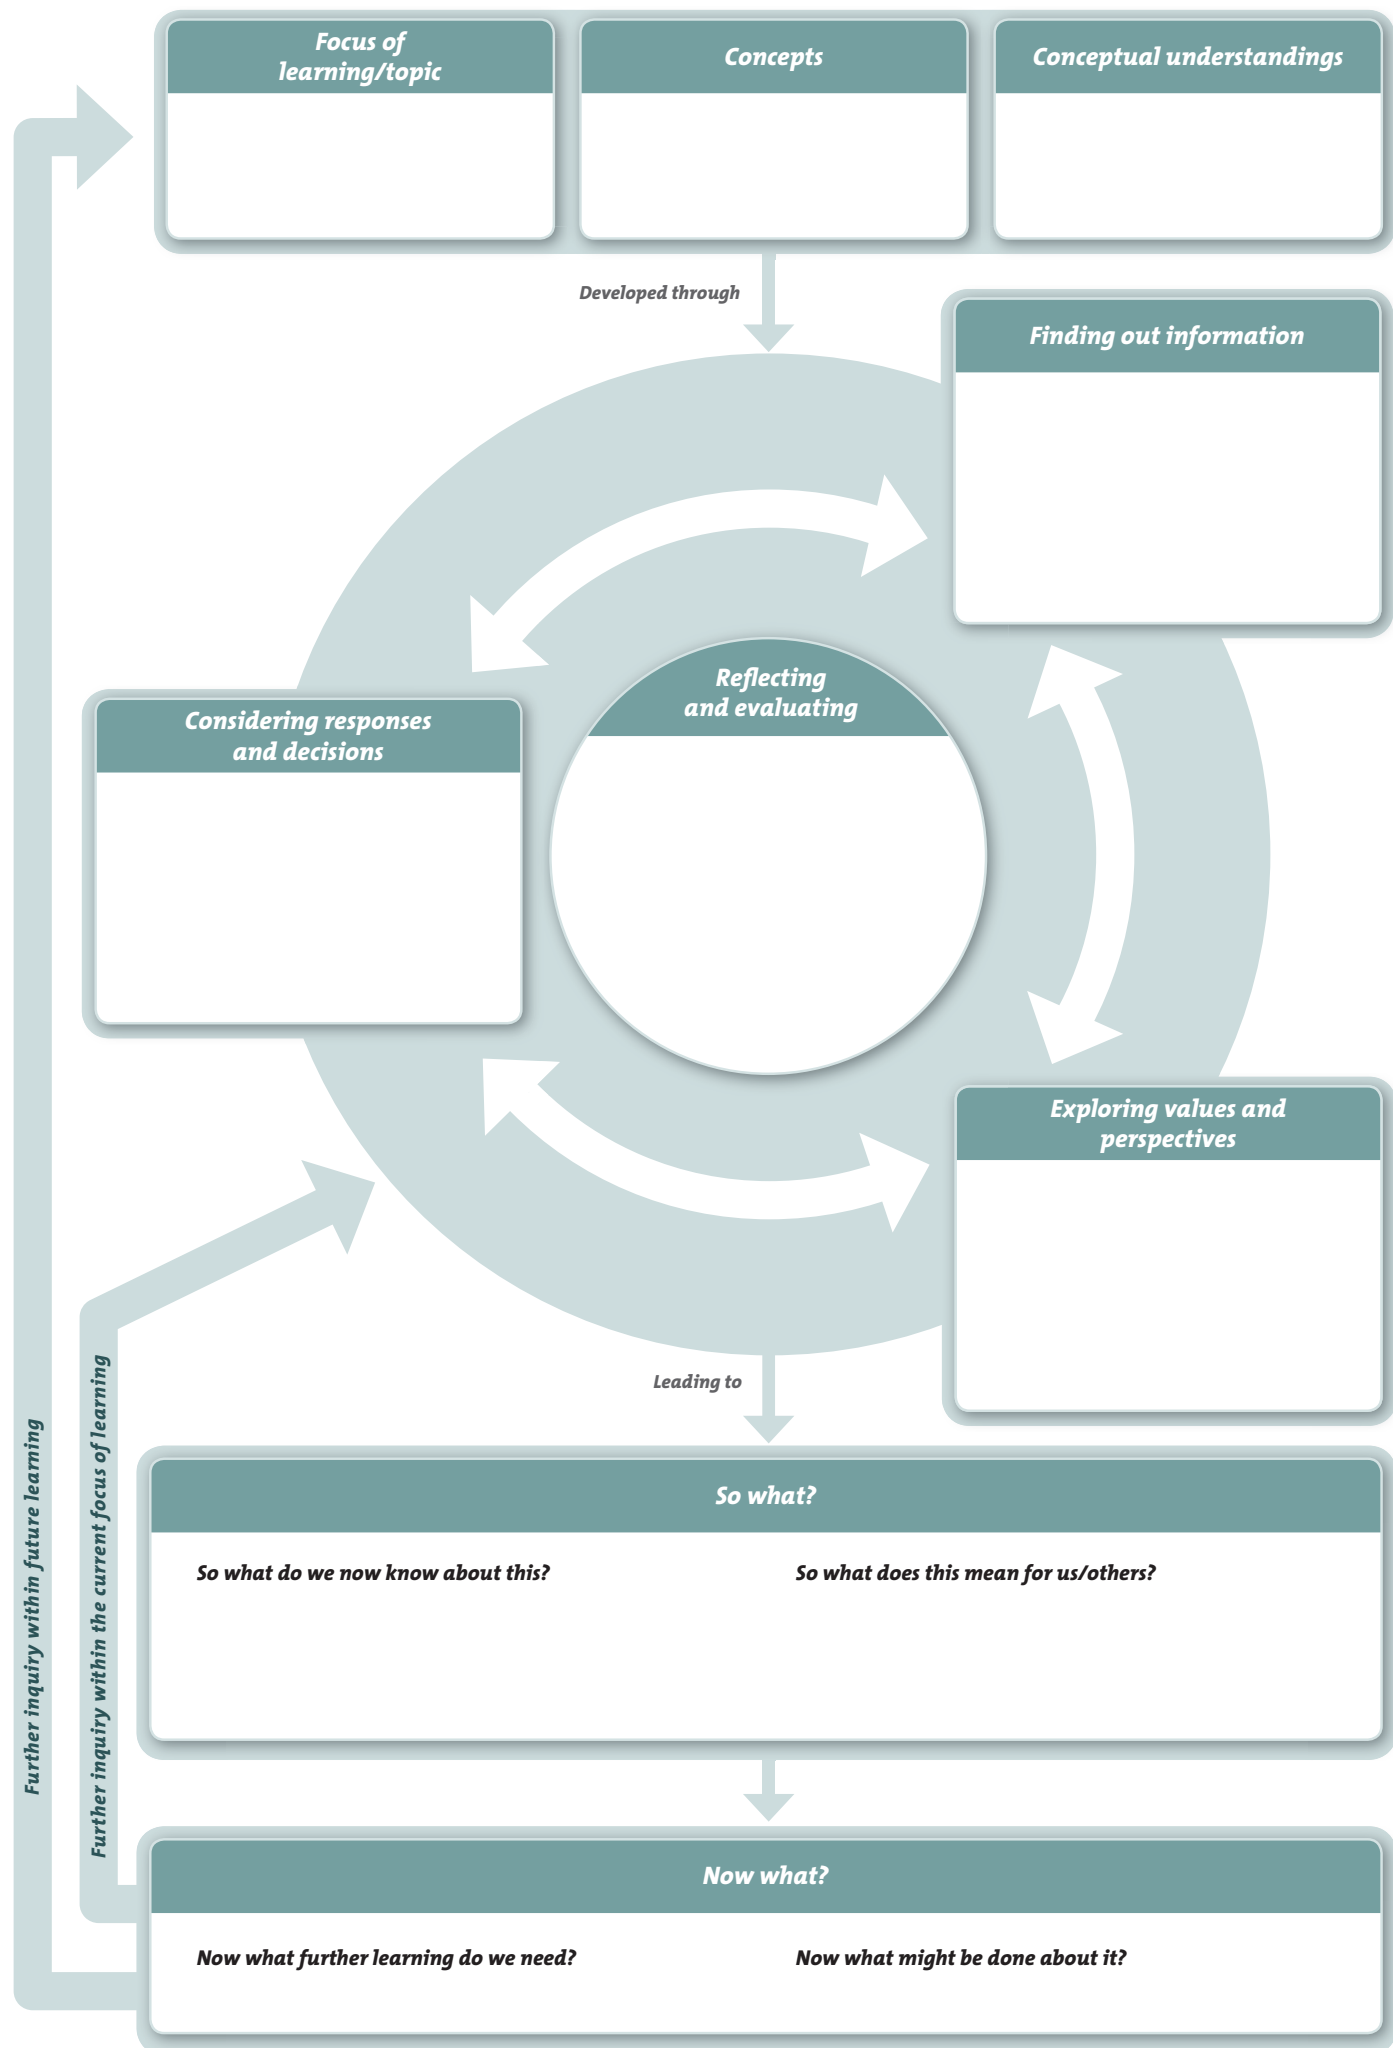 Focus of
learning/topic
Concepts
Conceptual understandings
Developed through
Finding out information
Reflecting
and evaluating
Considering responses
and decisions
Exploring values and
perspectives
Leading to
So what?
So what do we now know about this?
So what does this mean for us/others?
Now what?
Now what further learning do we need?
Now what might be done about it?
Further inquiry within the current focus of learning
Further inquiry within future learning